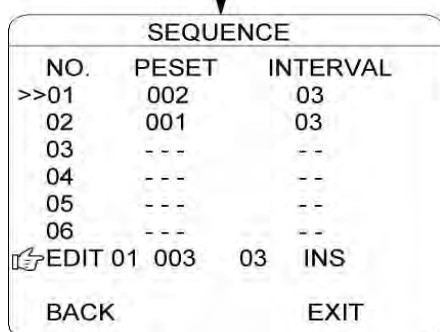 SEQUENCE
NO. PESET INTERVAL
>>01 002 03
02 001 03
03 - - - - -
04 - - - - -
05 - - - - -
06 - - - - -
EDIT 01 003 03 INS
BACK EXIT